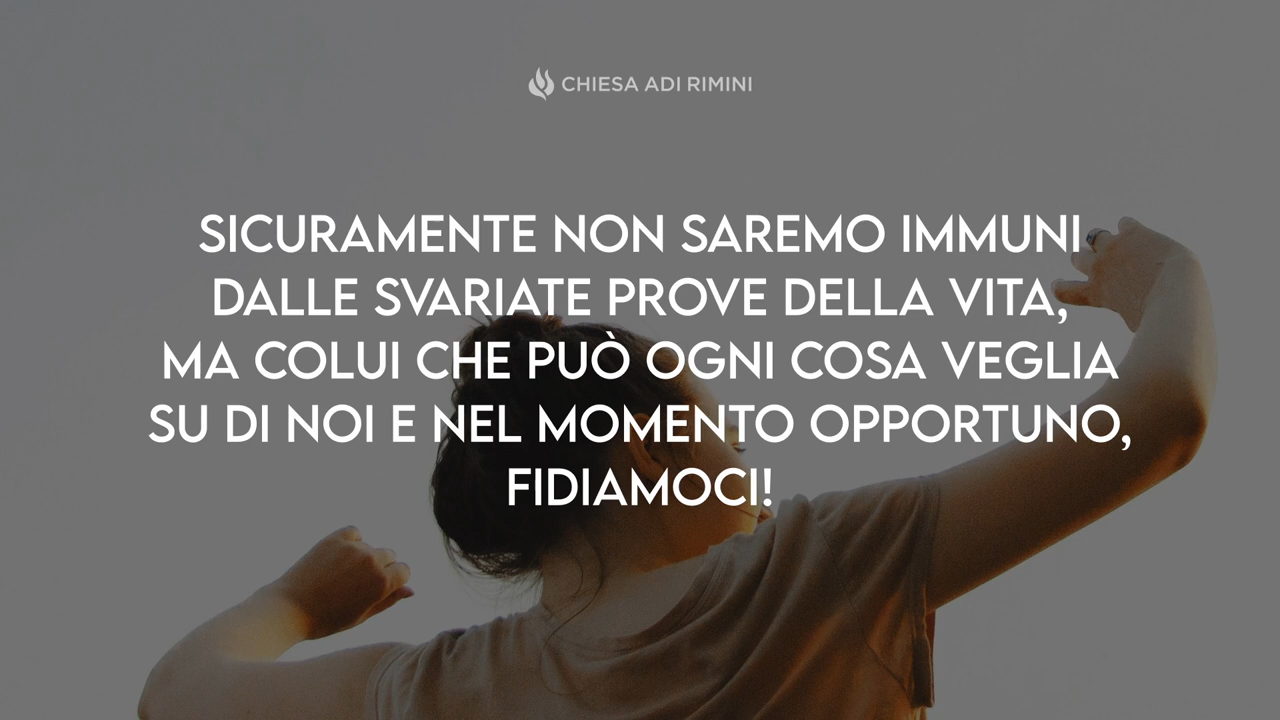 CHIESA ADI RIMINI
SICURAMENTE NON SAREMO IMMUNI
DALLE SVARIATE PROVE DELLA VITA,
MA COLUI CHE PUÒ OGNI COSA VEGLIA
SU DI NOI E NEL MOMENTO OPPORTUNO,
FIDIAMOCI!